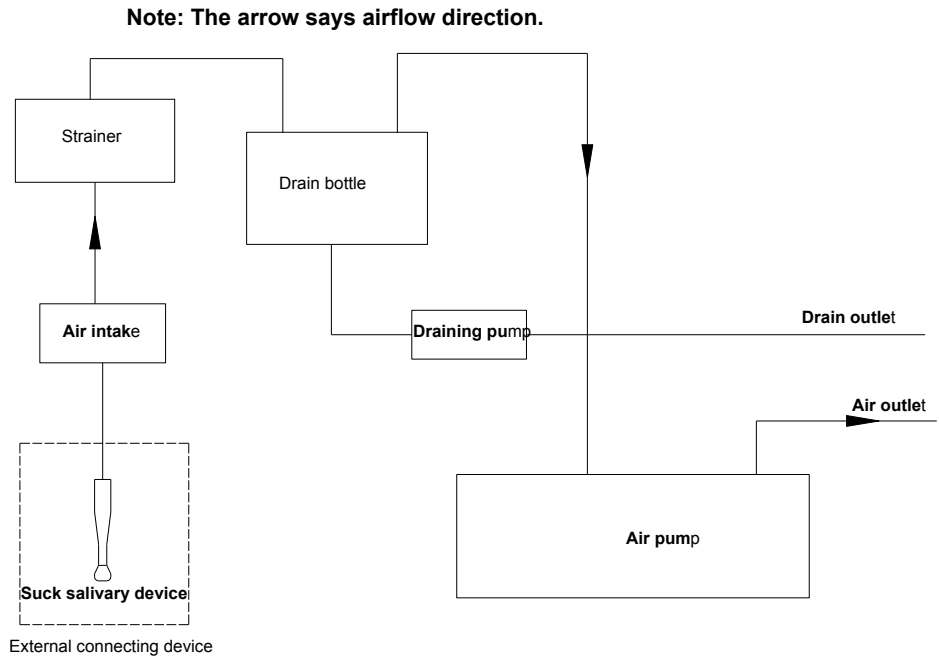 Note: The arrow says airflow direction.
Strainer
Drain bottle
Air intake
Draining pump
Drain outlet
Air outlet
Air pump
Suck salivary device
External connecting device